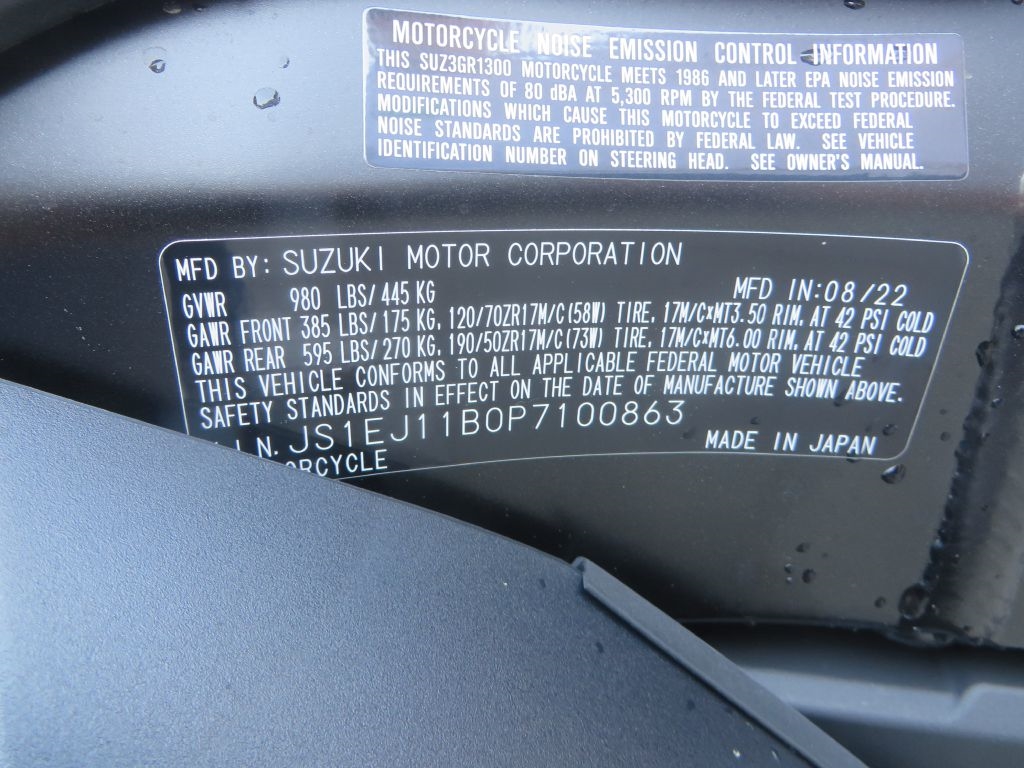 MOTORCYCLE NOISE EMISSION CONTROL INFORMATION
THIS SUZ3GR1300 MOTORCYCLE MEETS 1986 AND LATER EPA NOISE EMISSION
REQUIREMENTS OF 80 dBA AT 5,300 RPM BY THE FEDERAL TEST PROCEDURE.
MODIFICATIONS WHICH CAUSE THIS MOTORCYCLE TO EXCEED FEDERAL
NOISE STANDARDS ARE PROHIBITED BY FEDERAL LAW. SEE VEHICLE
IDENTIFICATION NUMBER ON STEERING HEAD. SEE OWNER'S MANUAL.
MFD BY: SUZUKI MOTOR CORPORATION
GVWR 980 LBS/445 KG MFD IN:08/22
GAWR FRONT 385 LBS/175 KG, 120/70ZR17M/C(58W) TIRE, 17M/C×MT3.50 RIM, AT 42 PSI COLD
GAWR REAR 595 LBS/270 KG, 190/50ZR17M/C(73W) TIRE, 17M/C×MT6.00 RIM, AT 42 PSI COLD
THIS VEHICLE CONFORMS TO ALL APPLICABLE FEDERAL MOTOR VEHICLE
SAFETY STANDARDS IN EFFECT ON THE DATE OF MANUFACTURE SHOWN ABOVE.
I.N. JS1EJ11B0P7100863
ORCYCLE MADE IN JAPAN